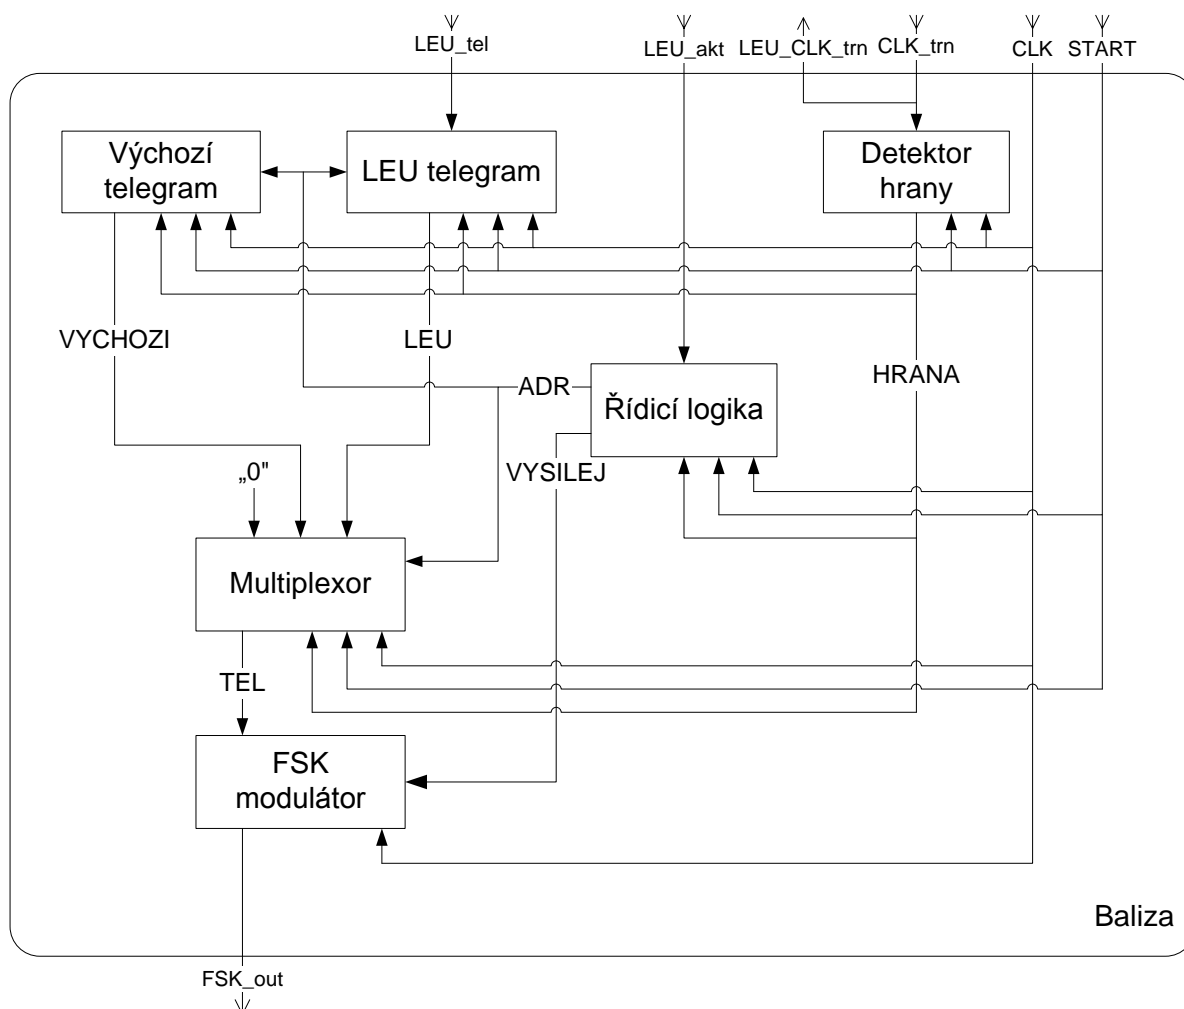 LEU_tel
LEU_akt
LEU_CLK_trn
CLK_trn
CLK
START
Výchozí
telegram
LEU telegram
Detektor
hrany
VYCHOZI
LEU
ADR
Řídicí logika
HRANA
„0"
VYSILEJ
Multiplexor
TEL
FSK
modulátor
Baliza
FSK_out